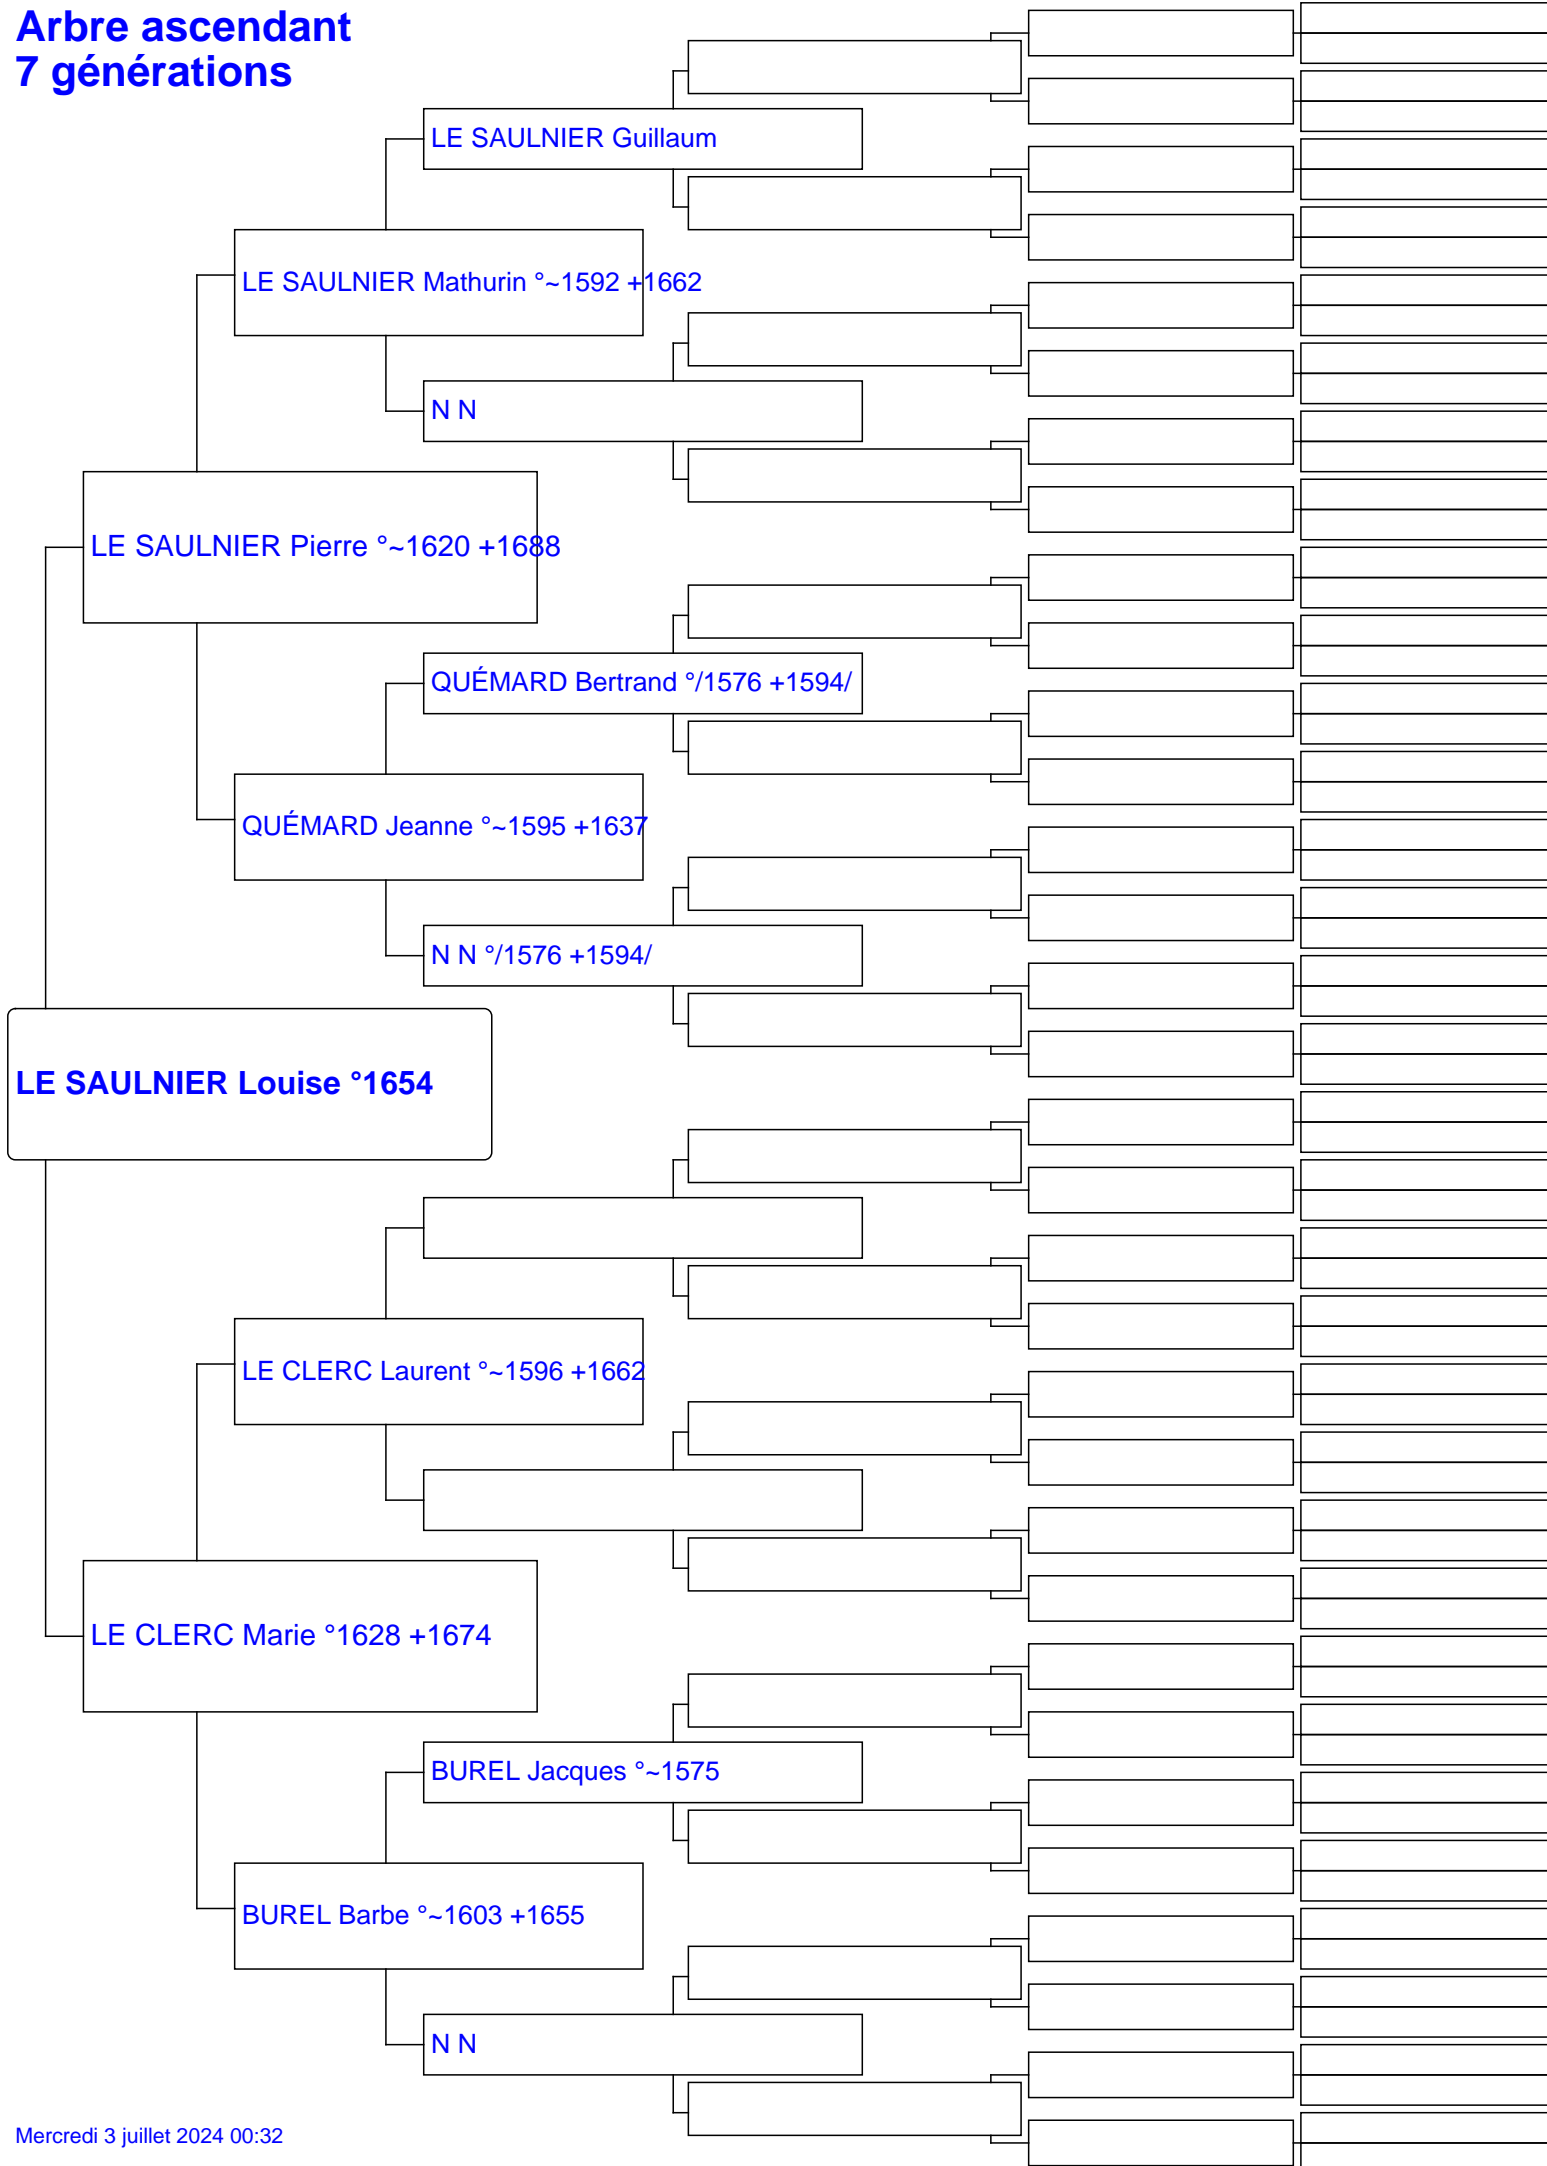 Arbre ascendant
7 générations
LE SAULNIER Guillaum
LE SAULNIER Mathurin °~1592 +1662
N N
LE SAULNIER Pierre °~1620 +1688
QUÉMARD Bertrand °/1576 +1594/
QUÉMARD Jeanne °~1595 +1637
N N °/1576 +1594/
LE SAULNIER Louise °1654
LE CLERC Laurent °~1596 +1662
LE CLERC Marie °1628 +1674
BUREL Jacques °~1575
BUREL Barbe °~1603 +1655
N N
Mercredi 3 juillet 2024 00:32